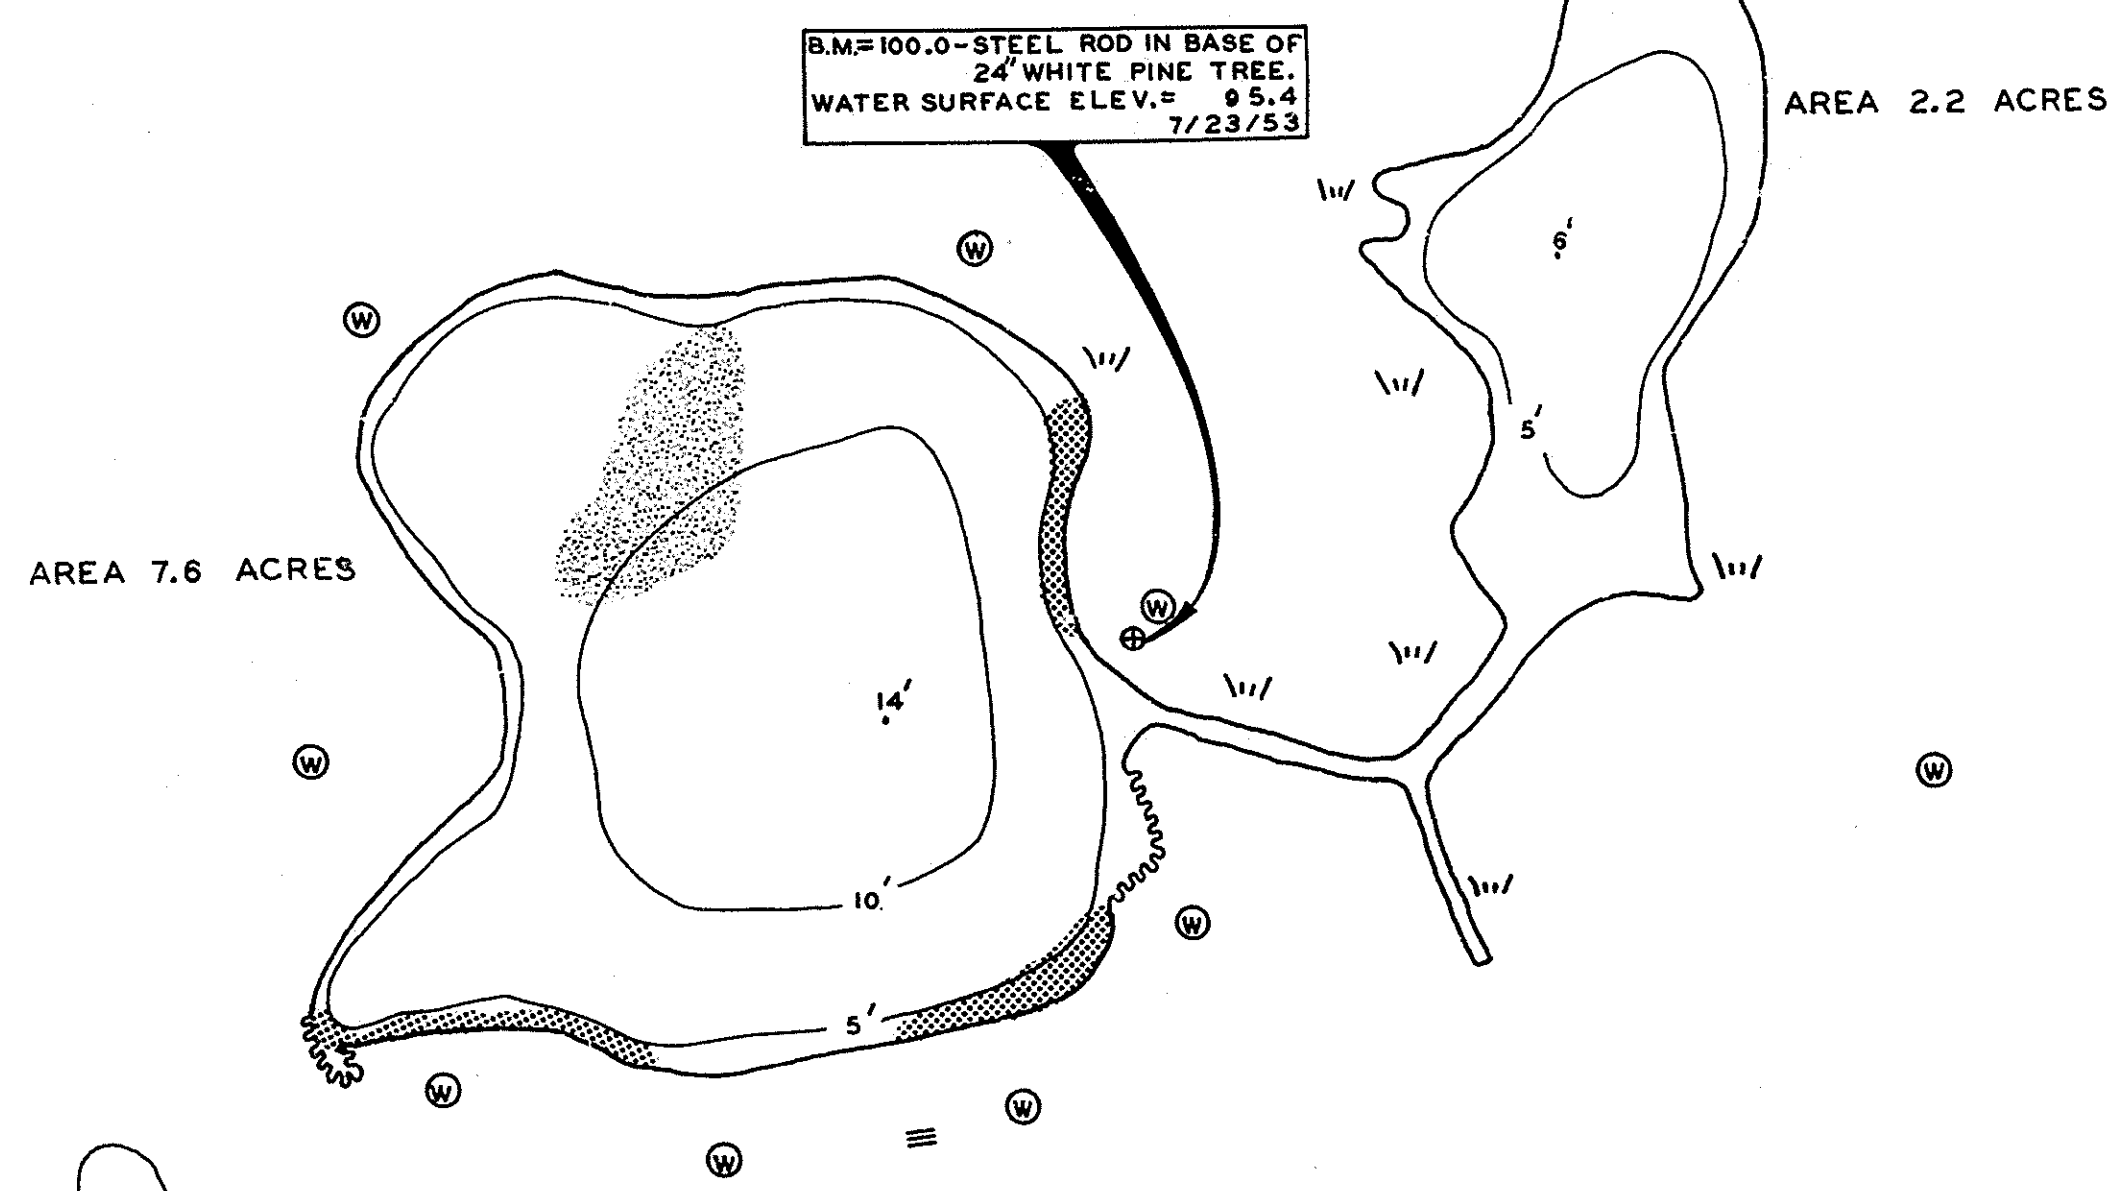 B.M.=100.0-STEEL ROD IN BASE OF
24" WHITE PINE TREE.
WATER SURFACE ELEV.= 95.4
7/23/53
AREA 2.2 ACRES
W
6'
W
5'
AREA 7.6 ACRES
W
14'
W
W
10'
W
5'
W
W
W